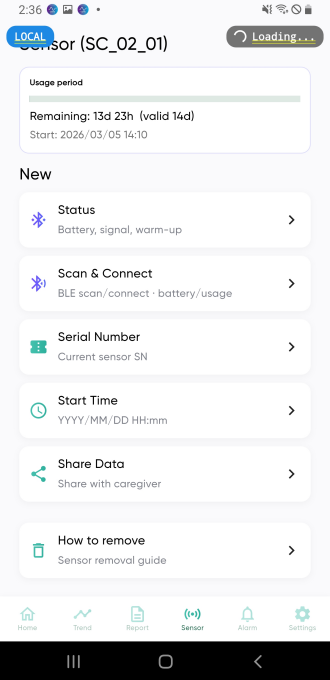 2:36
LOCAL
Sensor (SC_02_01)
Loading...
Usage period
Remaining: 13d 23h (valid 14d)
Start: 2026/03/05 14:10
New
Status
Battery, signal, warm-up
Scan & Connect
BLE scan/connect · battery/usage
Serial Number
Current sensor SN
Start Time
YYYY/MM/DD HH:mm
Share Data
Share with caregiver
How to remove
Sensor removal guide
Home Trend Report Sensor Alarm Settings